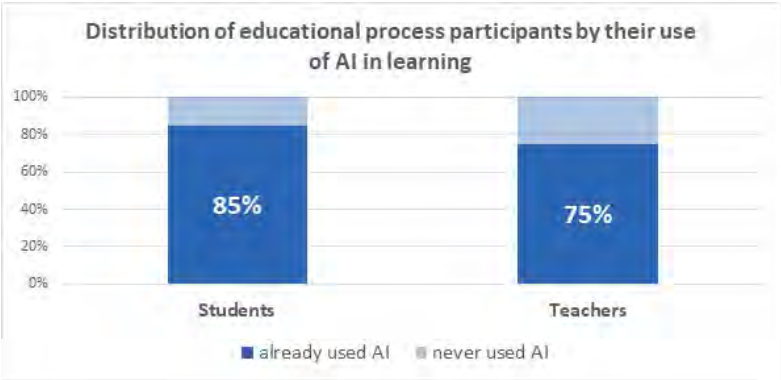 Distribution of educational process participants by their use
of AI in learning
100%
80%
60%
40%
20%
0%
85%
75%
Students
Teachers
already used AI
never used AI